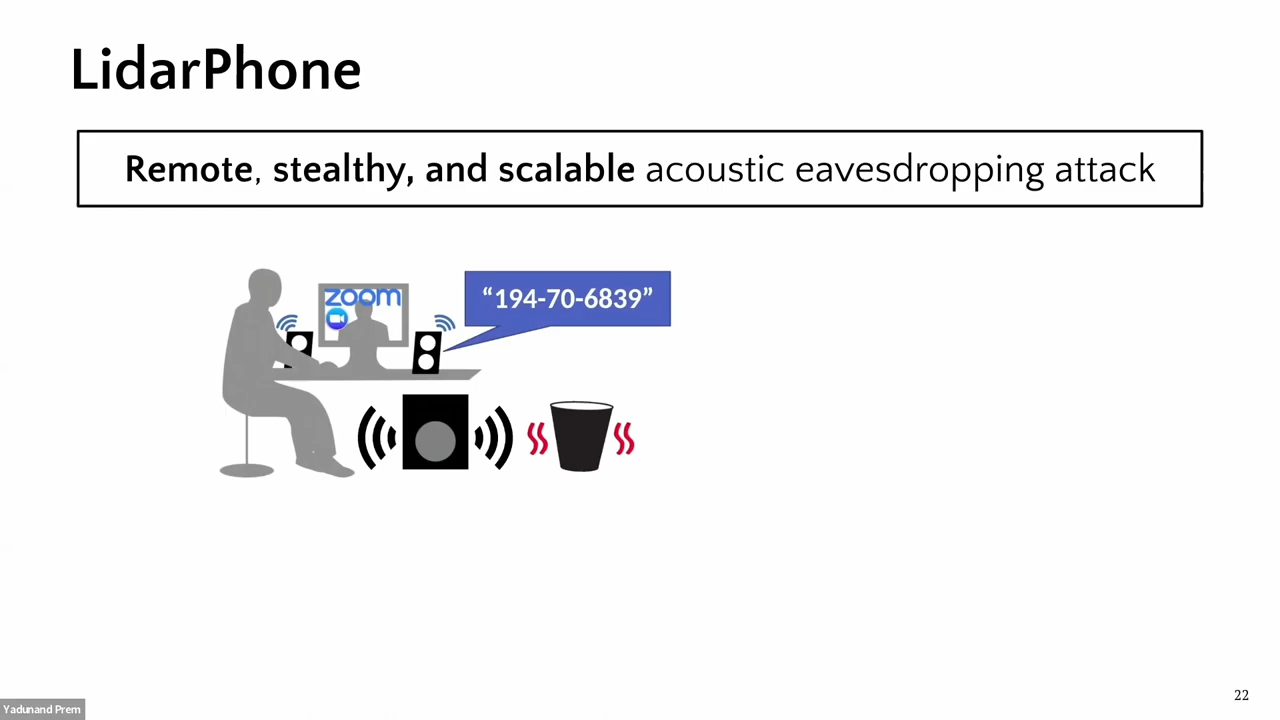 LidarPhone
Remote, stealthy, and scalable acoustic eavesdropping attack
zoom
“194-70-6839”
22
Yadunand Prem